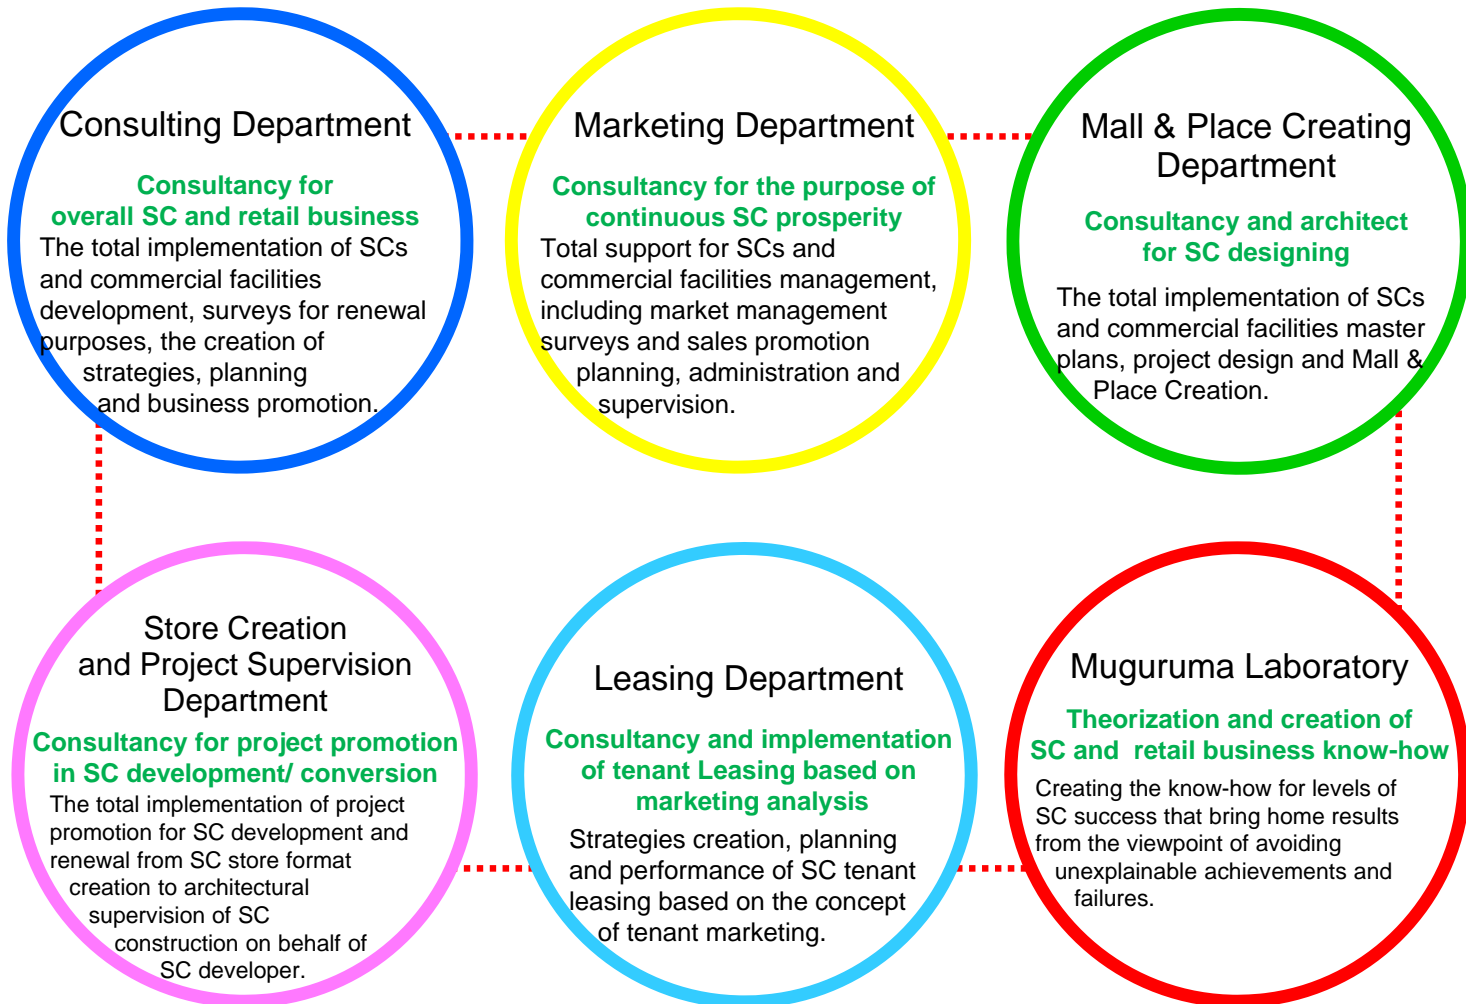 Consulting Department
Consultancy for
overall SC and retail business
The total implementation of SCs
and commercial facilities
development, surveys for renewal
purposes, the creation of
strategies, planning
and business promotion.
Marketing Department
Consultancy for the purpose of
continuous SC prosperity
Total support for SCs and
commercial facilities management,
including market management
surveys and sales promotion
planning, administration and
supervision.
Mall & Place Creating
Department
Consultancy and architect
for SC designing
The total implementation of SCs
and commercial facilities master
plans, project design and Mall &
Place Creation.
Store Creation
and Project Supervision
Department
Consultancy for project promotion
in SC development/ conversion
The total implementation of project
promotion for SC development and
renewal from SC store format
creation to architectural
supervision of SC
construction on behalf of
SC developer.
Leasing Department
Consultancy and implementation
of tenant Leasing based on
marketing analysis
Strategies creation, planning
and performance of SC tenant
leasing based on the concept
of tenant marketing.
Muguruma Laboratory
Theorization and creation of
SC and  retail business know-how
Creating the know-how for levels of
SC success that bring home results
from the viewpoint of avoiding
unexplainable achievements and
failures.